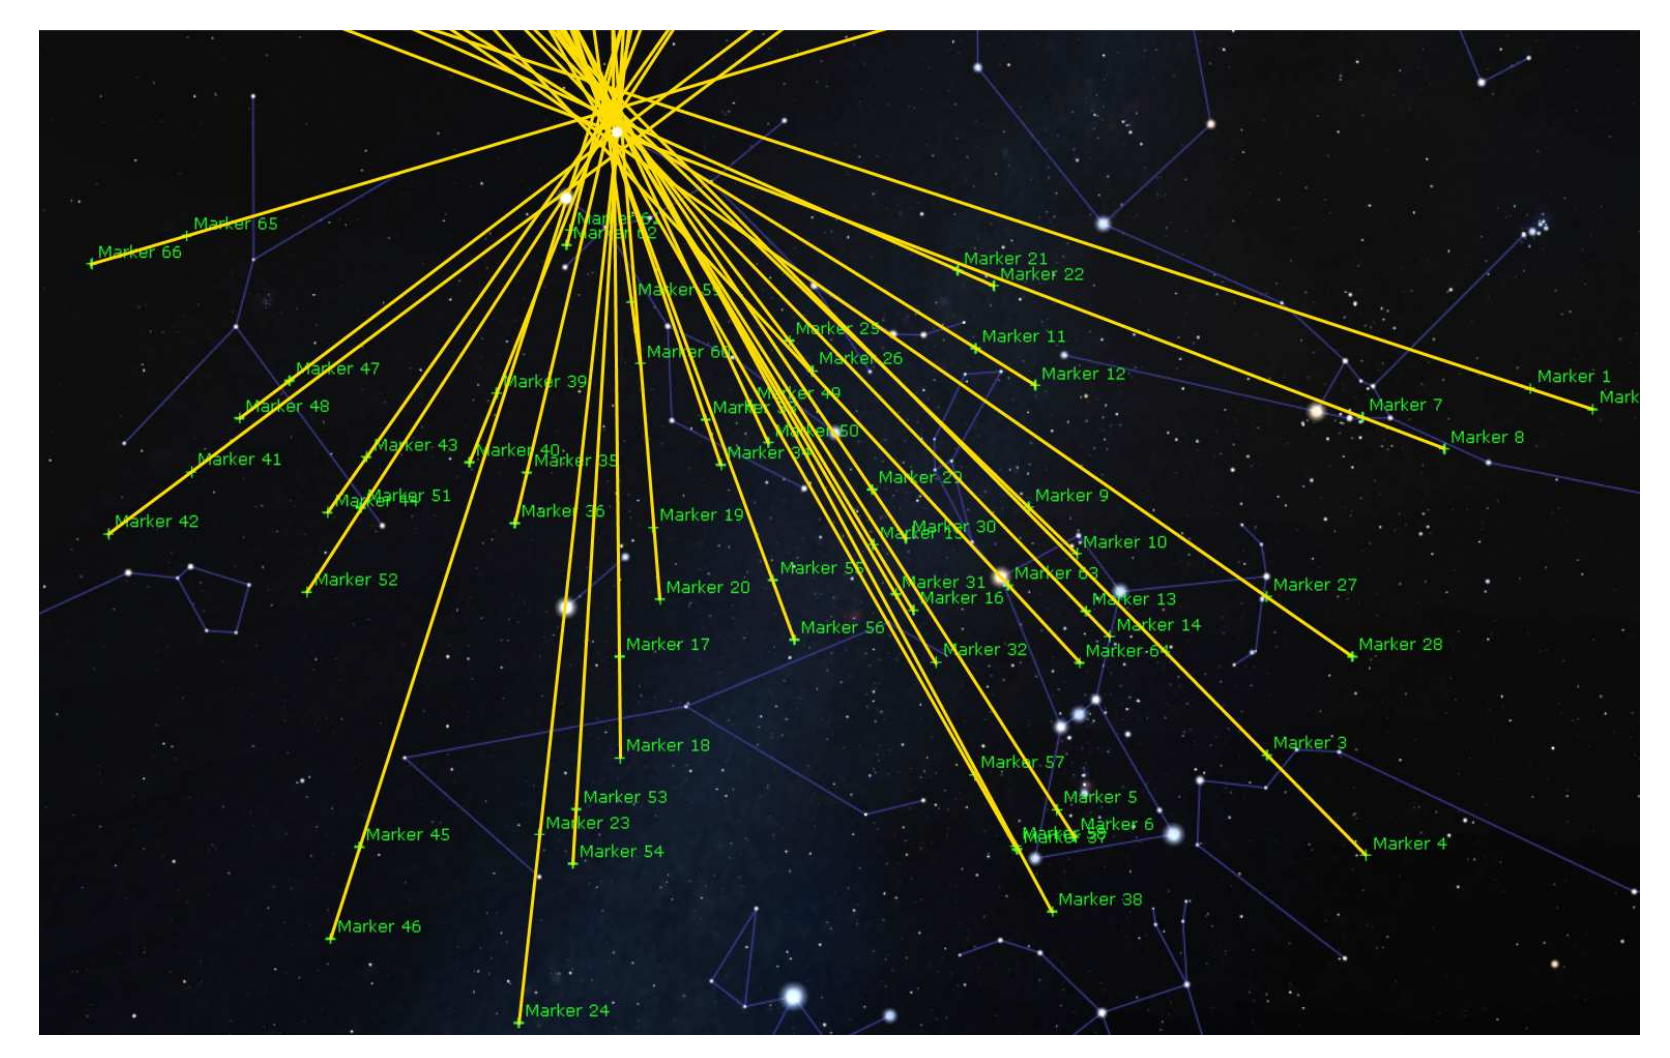 Marker 65
Marker 66
Marker 62
Marker 21
Marker 22
Marker 59
Marker 25
Marker 11
Marker 60
Marker 26
Marker 12
Marker 47
Marker 39
Marker 1
Mark
Marker 48
Marker 49
Marker 7
Marker 50
Marker 8
Marker 43
Marker 40
Marker 34
Marker 41
Marker 35
Marker 29
Marker 51
Marker 44
Marker 9
Marker 42
Marker 36
Marker 19
Marker 30
Marker 15
Marker 10
Marker 52
Marker 55
Marker 31
Marker 63
Marker 27
Marker 20
Marker 16
Marker 13
Marker 56
Marker 14
Marker 17
Marker 32
Marker 64
Marker 28
Marker 18
Marker 3
Marker 57
Marker 53
Marker 5
Marker 23
Marker 6
Marker 45
Marker 54
Marker 37
Marker 4
Marker 38
Marker 46
Marker 24